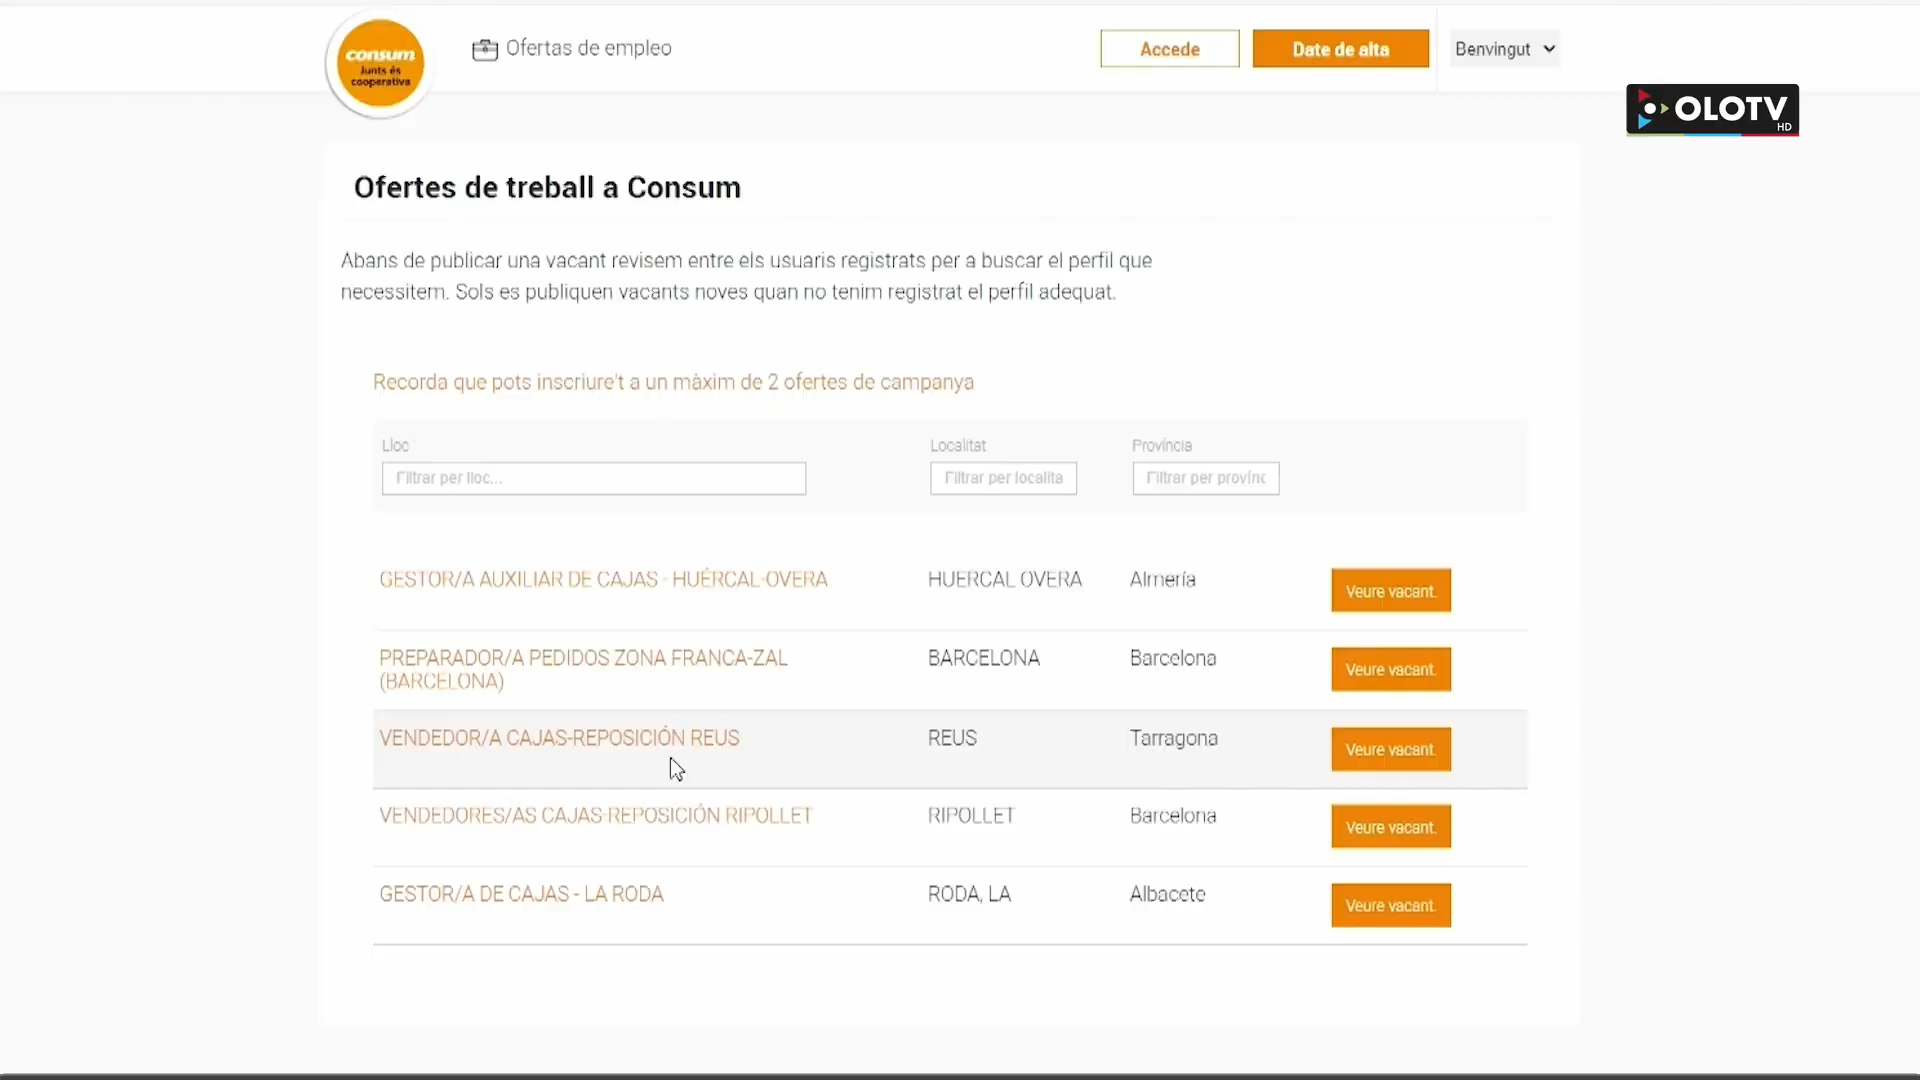 consum
Junts és
cooperativa
Ofertas de empleo
Accede
Date de alta
Benvingut
OLOTV
HD
Ofertes de treball a Consum
Abans de publicar una vacant revisem entre els usuaris registrats per a buscar el perfil que
necessitem. Sols es publiquen vacants noves quan no tenim registrat el perfil adequat.
Recorda que pots inscriure't a un màxim de 2 ofertes de campanya
Lloc
Localitat
Província
Filtrar per lloc...
Filtrar per localita
Filtrar per provínc
GESTOR/A AUXILIAR DE CAJAS - HUÉRCAL-OVERA
HUERCAL OVERA
Almería
Veure vacant.
PREPARADOR/A PEDIDOS ZONA FRANCA-ZAL
(BARCELONA)
BARCELONA
Barcelona
Veure vacant.
VENDEDOR/A CAJAS-REPOSICIÓN REUS
REUS
Tarragona
Veure vacant.
VENDEDORES/AS CAJAS-REPOSICIÓN RIPOLLET
RIPOLLET
Barcelona
Veure vacant.
GESTOR/A DE CAJAS - LA RODA
RODA, LA
Albacete
Veure vacant.